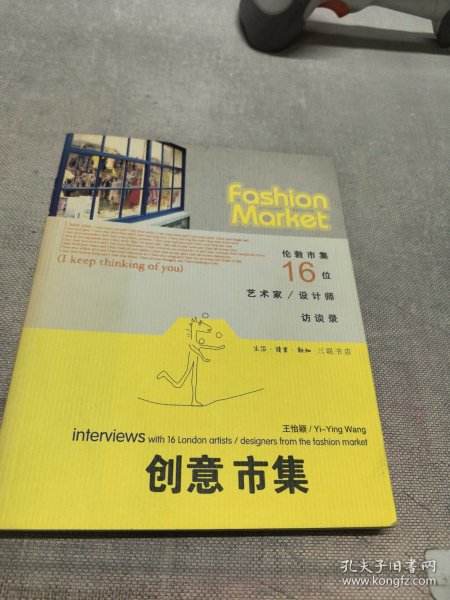 fashion
Market
伦敦市集
16位
艺术家/设计师
访谈录
(I keep thinking of you)
生活·读书·新知 三联书店
王怡颖/Yi-Ying Wang
interviews with 16 London artists / designers from the fashion market
创意市集
孔夫子旧书网
www.kongfz.com